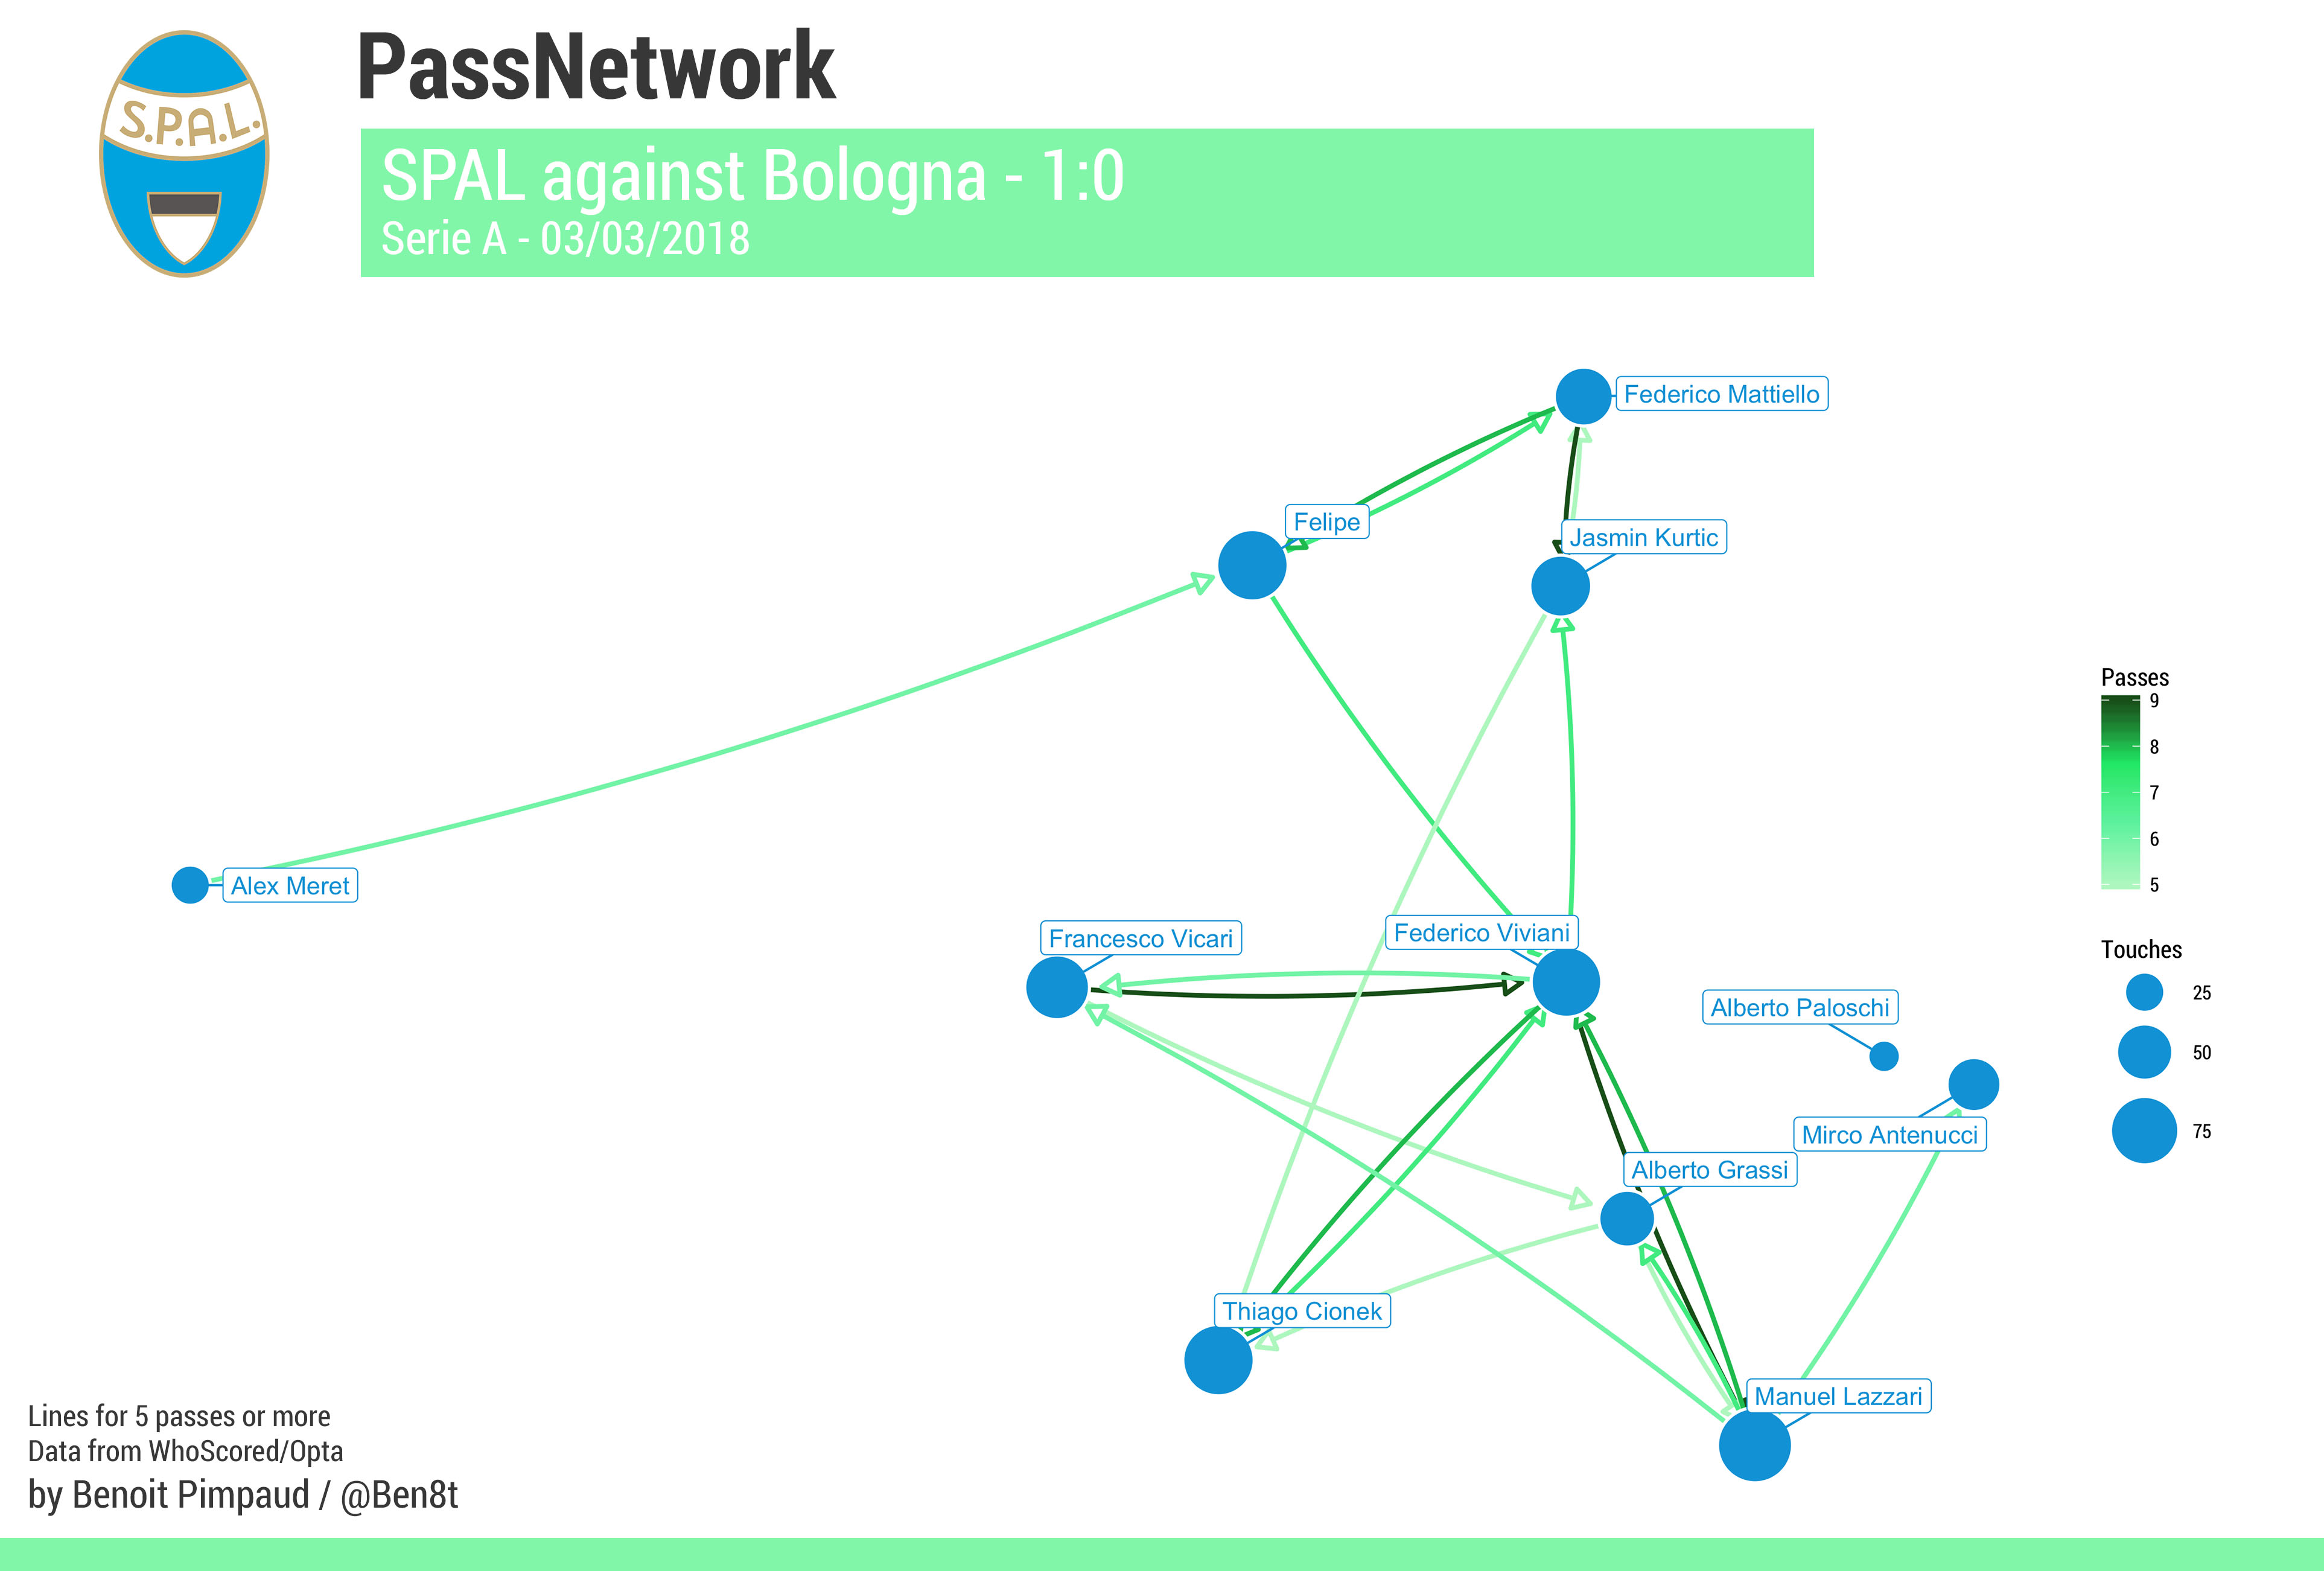 S.P.A.L.
PassNetwork
SPAL against Bologna - 1:0
Serie A - 03/03/2018
Federico Mattiello
Felipe
Jasmin Kurtic
Passes
9
8
7
6
5
Alex Meret
Francesco Vicari
Federico Viviani
Touches
25
50
75
Alberto Paloschi
Mirco Antenucci
Alberto Grassi
Thiago Cionek
Manuel Lazzari
Lines for 5 passes or more
Data from WhoScored/Opta
by Benoit Pimpaud / @Ben8t